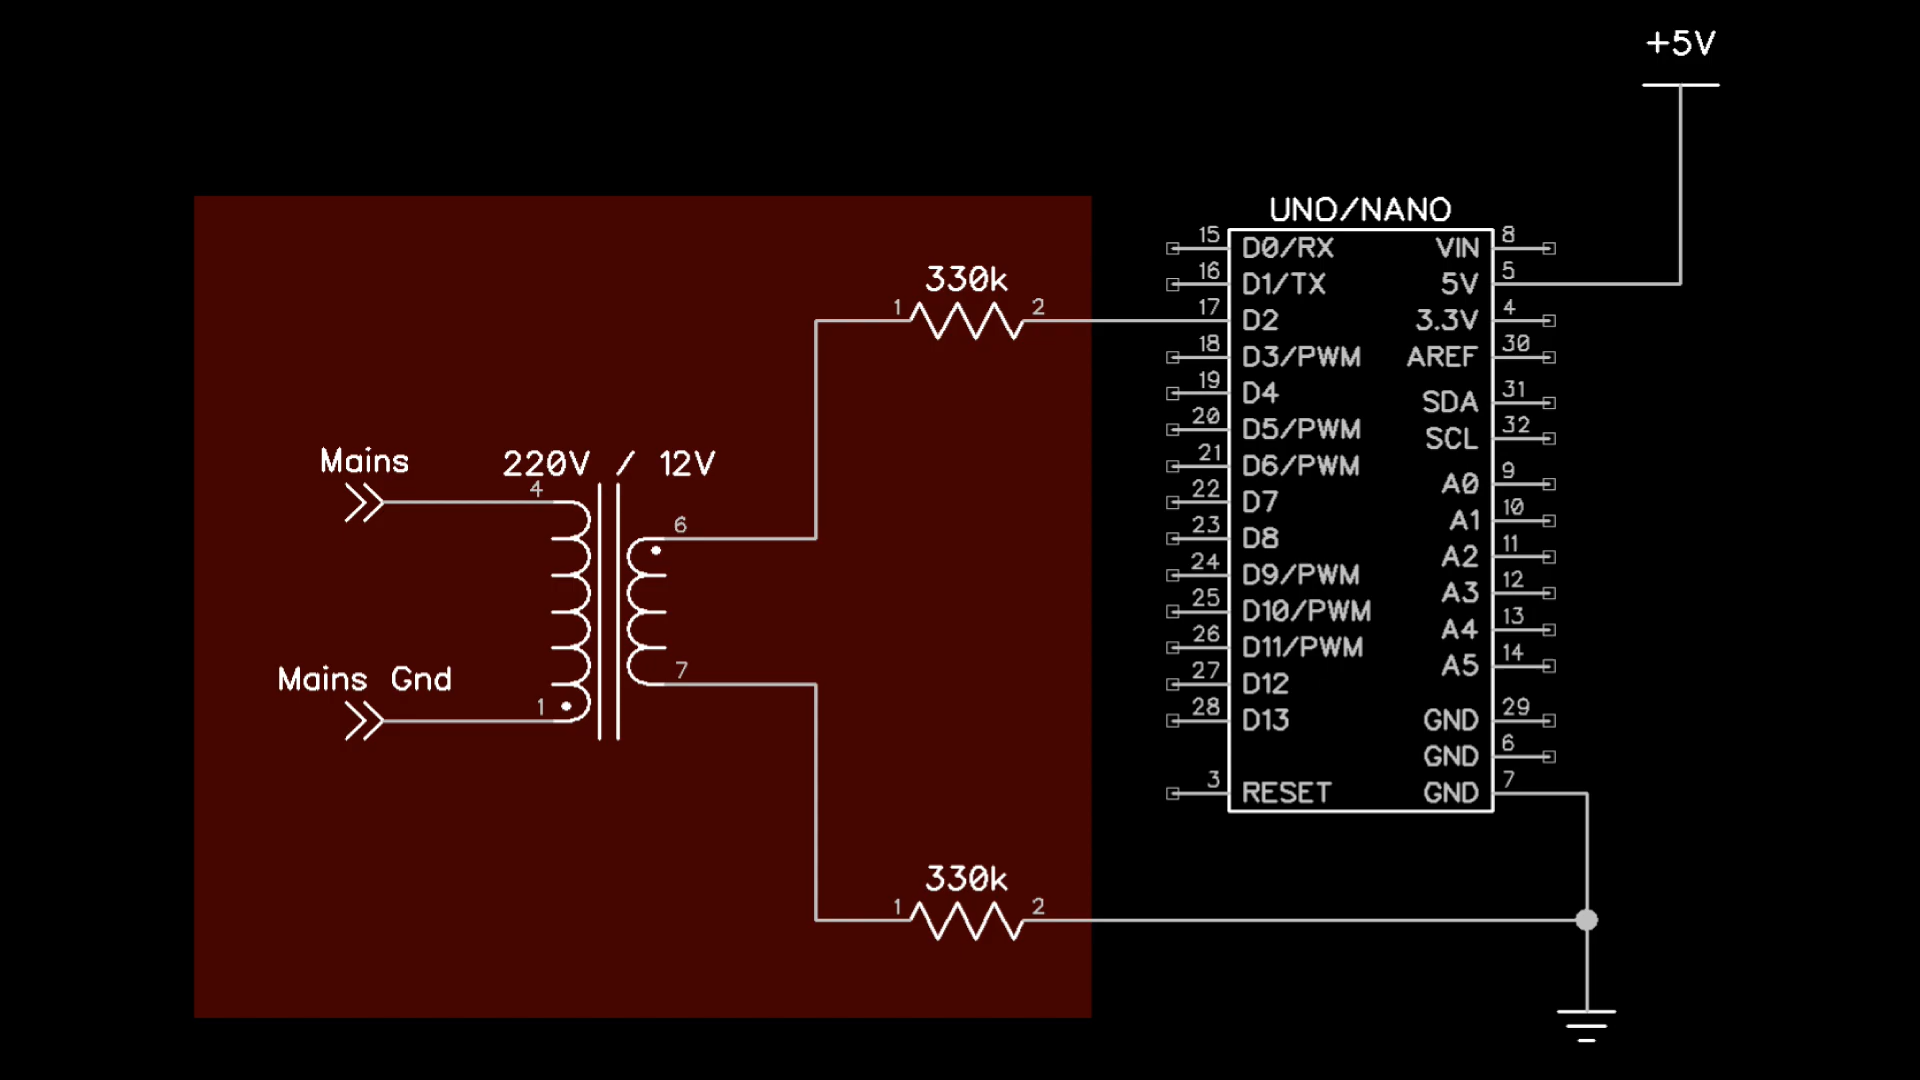 +5V
UNO/NANO
15 D0/RX VIN 8
16 D1/TX 5V 5
330k
1 2 17 D2 3.3V 4
18 D3/PWM AREF 30
19 D4 SDA 31
20 D5/PWM SCL 32
Mains 220V / 12V
21 D6/PWM A0 9
4 22 D7 A1 10
6 23 D8 A2 11
24 D9/PWM A3 12
25 D10/PWM A4 13
26 D11/PWM A5 14
7 27 D12
Mains Gnd
1 28 D13 GND 29
GND 6
3 RESET GND 7
330k
1 2